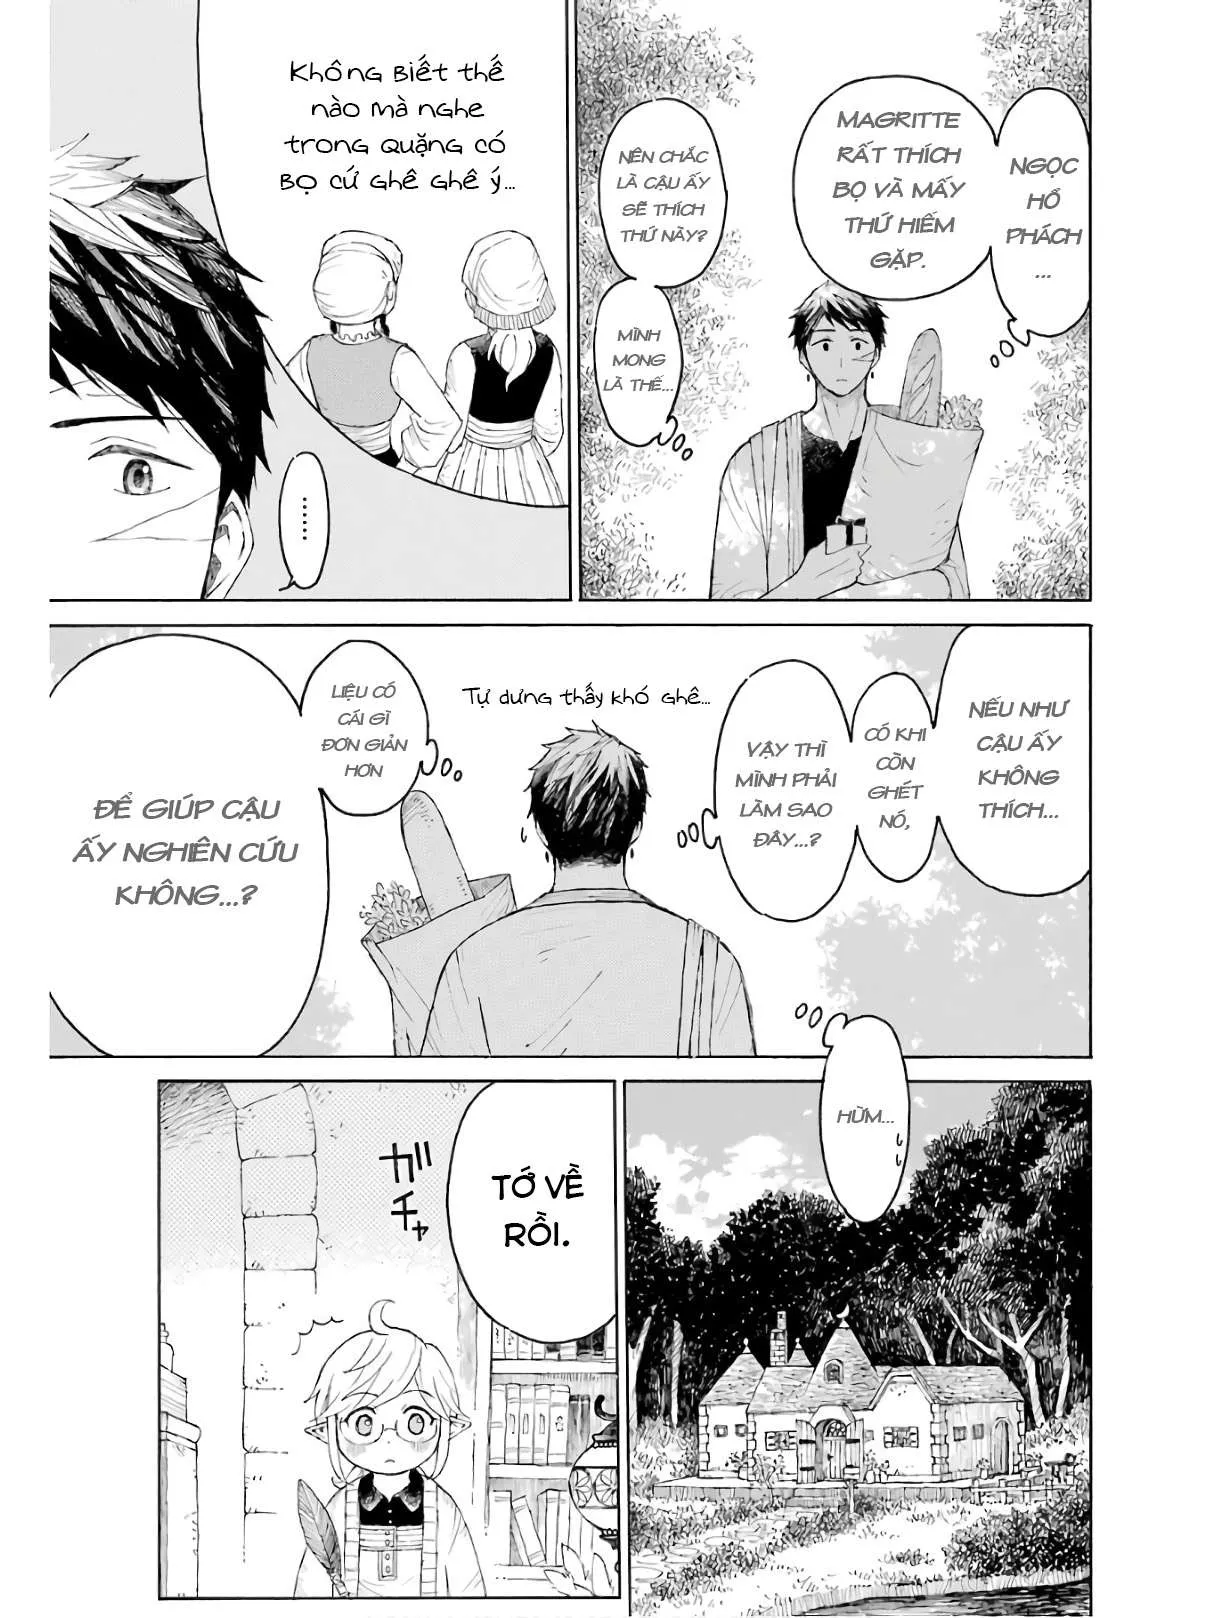 NGỌC
HỔ
PHÁCH
...
MAGRITTE
RẤT THÍCH
BỌ VÀ MẤY
THỨ HIẾM
GẶP.
NÊN CHẮC
LÀ CẬU ẤY
SẼ THÍCH
THỨ NÀY?
MÌNH
MONG
LÀ THẾ...
KHÔNG BIẾT THẾ
NÀO MÀ NGHE
TRONG QUẶNG CÓ
BỌ CỨ GHÊ GHÊ Ý...
......
NẾU NHƯ
CẬU ẤY
KHÔNG
THÍCH...
CÓ KHI
CÒN
GHÉT
NÓ,
VẬY THÌ
MÌNH PHẢI
LÀM SAO
ĐÂY...?
Tự dưng thấy khó ghê...
LIỆU CÓ
CÁI GÌ
ĐƠN GIẢN
HƠN
ĐỂ GIÚP CẬU
ẤY NGHIÊN CỨU
KHÔNG...?
HỪM...
TỚ VỀ
RỒI.
ガチャ